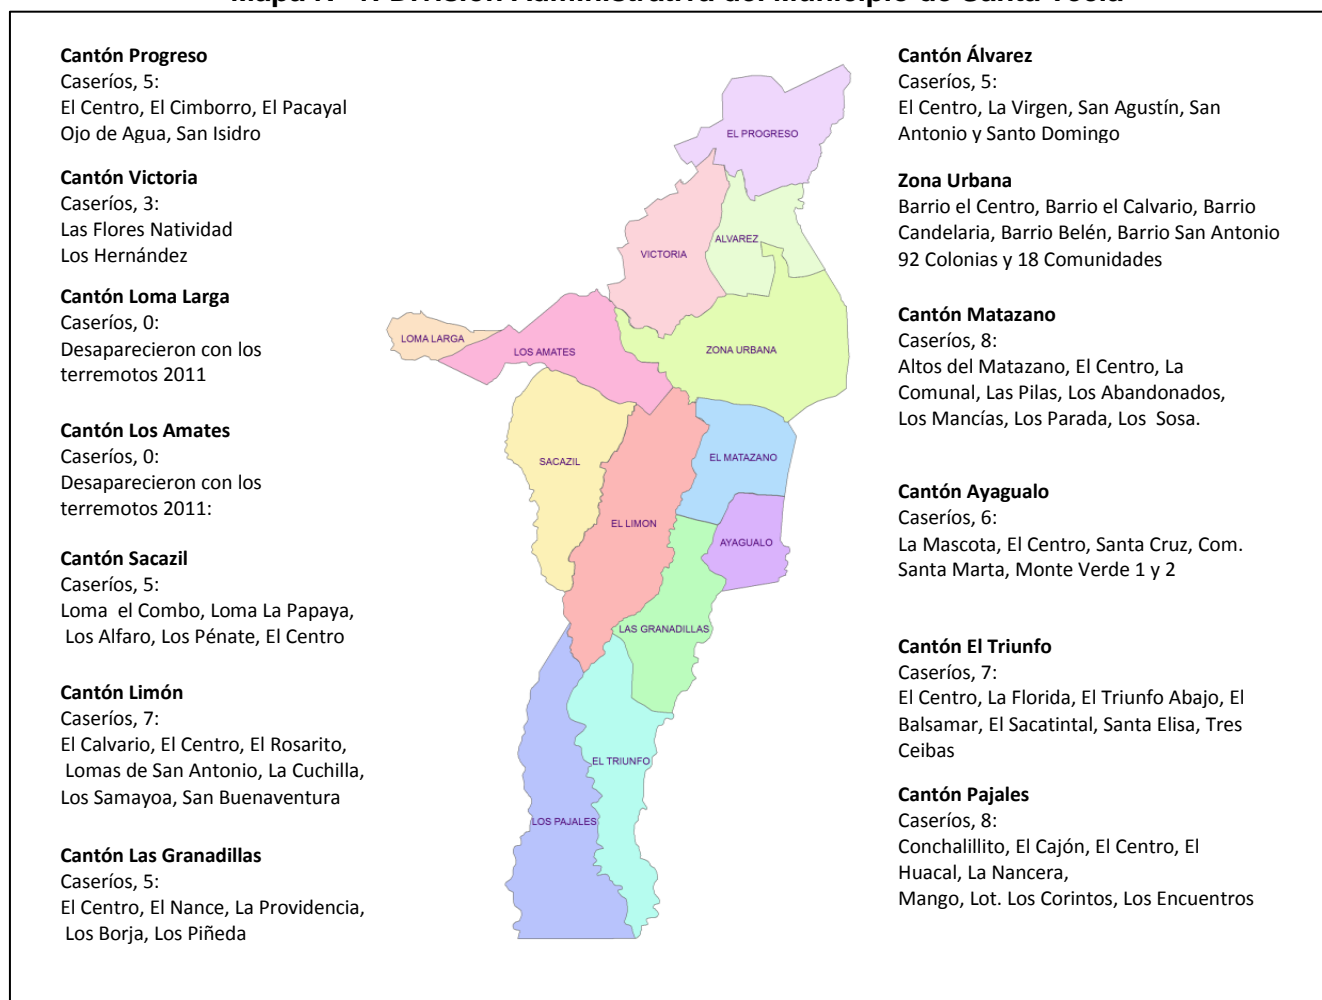 Mapa N° 1: División Administrativa del Municipio de Santa Tecla
Cantón Progreso
Caseríos, 5:
El Centro, El Cimborro, El Pacayal
Ojo de Agua, San Isidro
Cantón Victoria
Caseríos, 3:
Las Flores Natividad
Los Hernández
Cantón Loma Larga
Caseríos, 0:
Desaparecieron con los
terremotos 2011
Cantón Los Amates
Caseríos, 0:
Desaparecieron con los
terremotos 2011:
Cantón Sacazil
Caseríos, 5:
Loma el Combo, Loma La Papaya,
Los Alfaro, Los Pénate, El Centro
Cantón Limón
Caseríos, 7:
El Calvario, El Centro, El Rosarito,
Lomas de San Antonio, La Cuchilla,
Los Samayoa, San Buenaventura
Cantón Las Granadillas
Caseríos, 5:
El Centro, El Nance, La Providencia,
Los Borja, Los Piñeda
EL PROGRESO
ALVAREZ
VICTORIA
LOMA LARGA
LOS AMATES
ZONA URBANA
SACAZIL
EL MATAZANO
EL LIMON
AYAGUALO
LAS GRANADILLAS
EL TRIUNFO
LOS PAJALES
Cantón Álvarez
Caseríos, 5:
El Centro, La Virgen, San Agustín, San
Antonio y Santo Domingo
Zona Urbana
Barrio el Centro, Barrio el Calvario, Barrio
Candelaria, Barrio Belén, Barrio San Antonio
92 Colonias y 18 Comunidades
Cantón Matazano
Caseríos, 8:
Altos del Matazano, El Centro, La
Comunal, Las Pilas, Los Abandonados,
Los Mancías, Los Parada, Los Sosa.
Cantón Ayagualo
Caseríos, 6:
La Mascota, El Centro, Santa Cruz, Com.
Santa Marta, Monte Verde 1 y 2
Cantón El Triunfo
Caseríos, 7:
El Centro, La Florida, El Triunfo Abajo, El
Balsamar, El Sacatintal, Santa Elisa, Tres
Ceibas
Cantón Pajales
Caseríos, 8:
Conchalillito, El Cajón, El Centro, El
Huacal, La Nancera,
Mango, Lot. Los Corintos, Los Encuentros